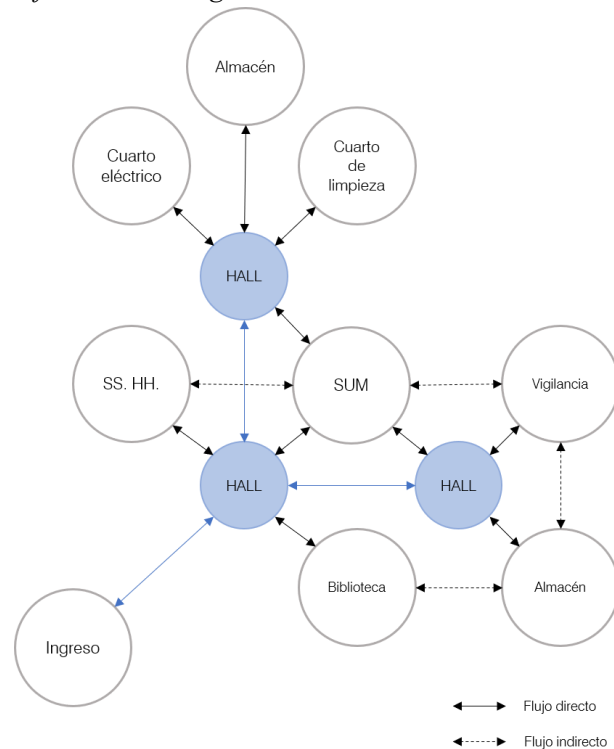 Almacén
Cuarto
eléctrico
Cuarto
de
limpieza
HALL
SS. HH.
SUM
Vigilancia
HALL
HALL
Biblioteca
Almacén
Ingreso
Flujo directo
Flujo indirecto